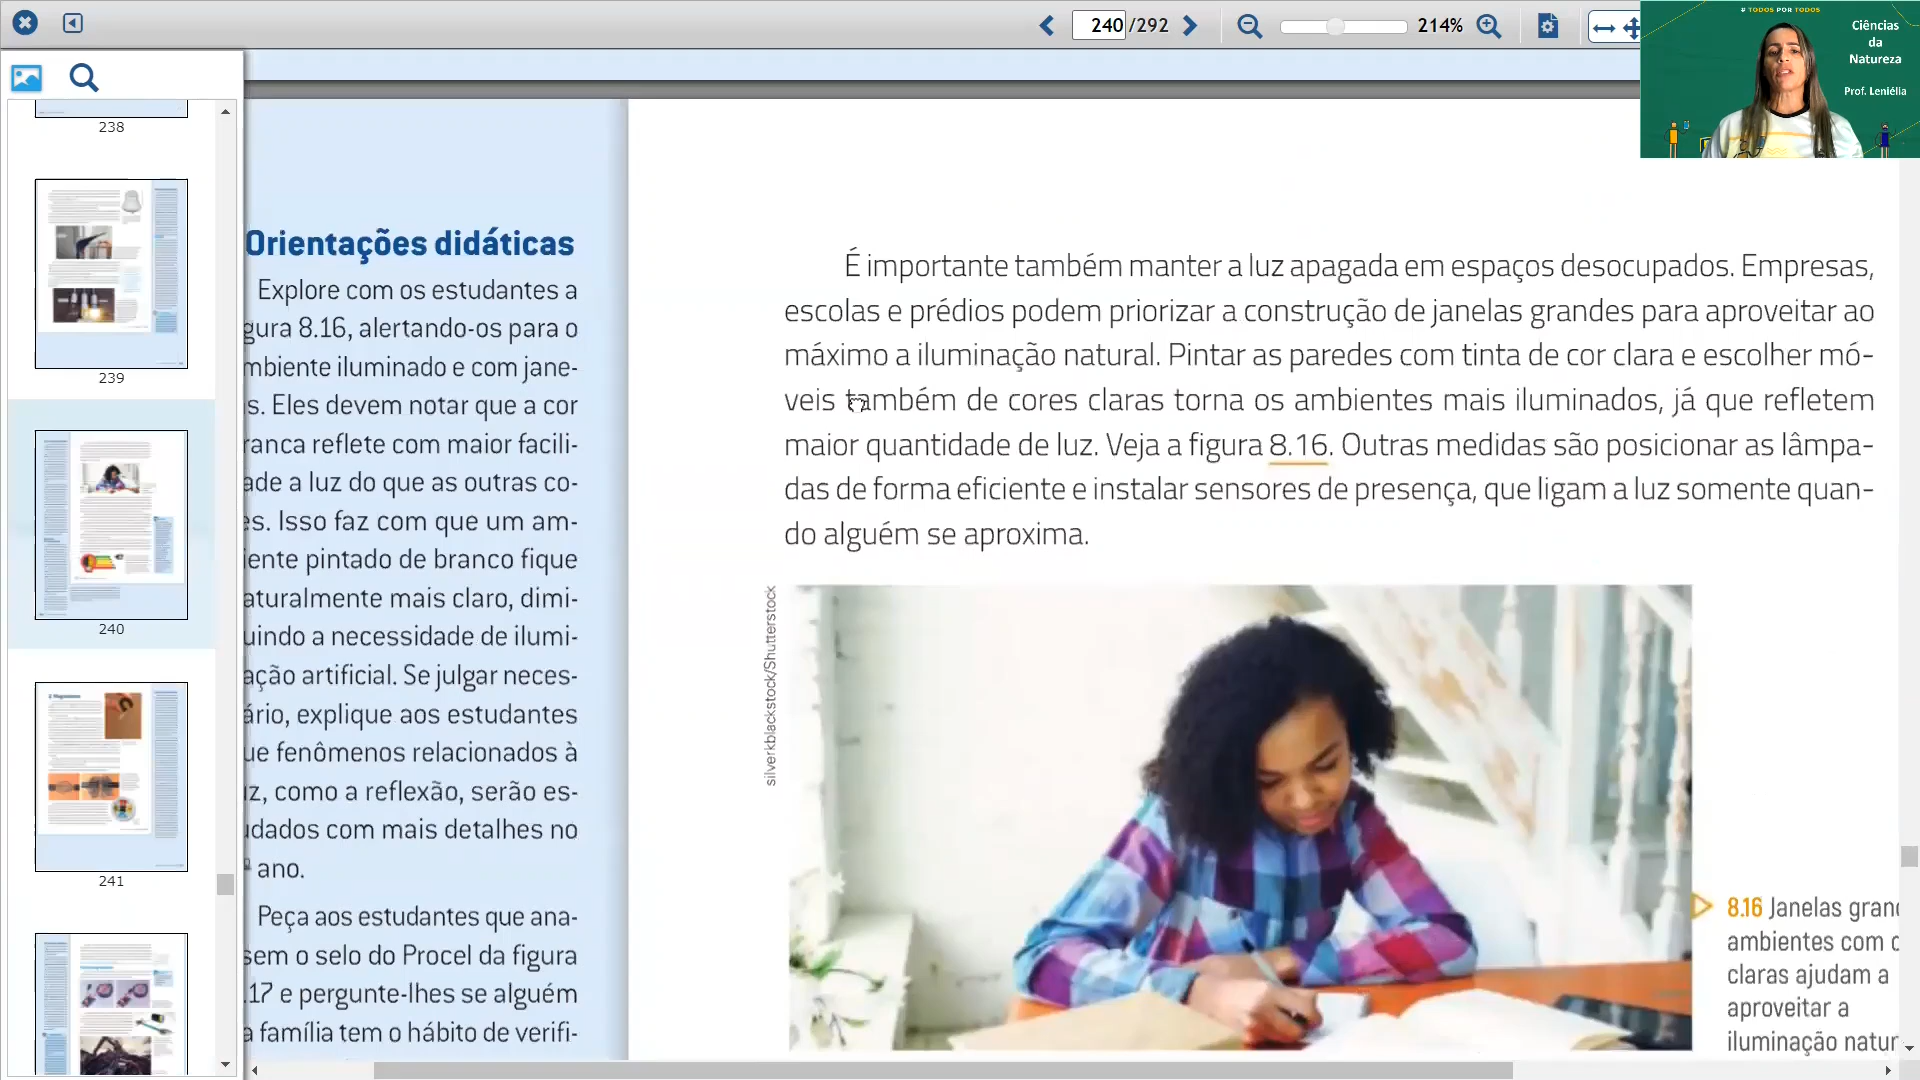 240 /292
214%
# TODOS POR TODOS
Ciências
da
Natureza
Prof. Leniélia
238
239
240
241
Orientações didáticas
Explore com os estudantes a
gura 8.16, alertando-os para o
mbiente iluminado e com jane-
s. Eles devem notar que a cor
ranca reflete com maior facili-
ade a luz do que as outras co-
es. Isso faz com que um am-
iente pintado de branco fique
aturalmente mais claro, dimi-
uindo a necessidade de ilumi-
ação artificial. Se julgar neces-
ário, explique aos estudantes
ue fenômenos relacionados à
uz, como a reflexão, serão es-
udados com mais detalhes no
º ano.
Peça aos estudantes que ana-
sem o selo do Procel da figura
.17 e pergunte-lhes se alguém
a família tem o hábito de verifi-
É importante também manter a luz apagada em espaços desocupados. Empresas,
escolas e prédios podem priorizar a construção de janelas grandes para aproveitar ao
máximo a iluminação natural. Pintar as paredes com tinta de cor clara e escolher mó-
veis também de cores claras torna os ambientes mais iluminados, já que refletem
maior quantidade de luz. Veja a figura 8.16. Outras medidas são posicionar as lâmpa-
das de forma eficiente e instalar sensores de presença, que ligam a luz somente quan-
do alguém se aproxima.
silverkblackstock/Shutterstock
8.16 Janelas gran
ambientes com c
claras ajudam a
aproveitar a
iluminação natur